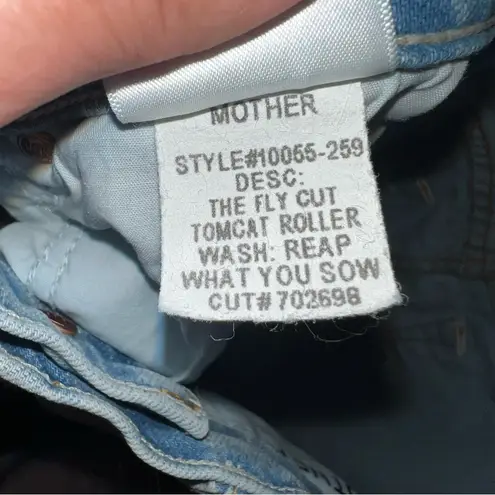 MOTHER
STYLE#10055-259
DESC:
THE FLY CUT
TOMCAT ROLLER
WASH: REAP
WHAT YOU SOW
CUT# 702698